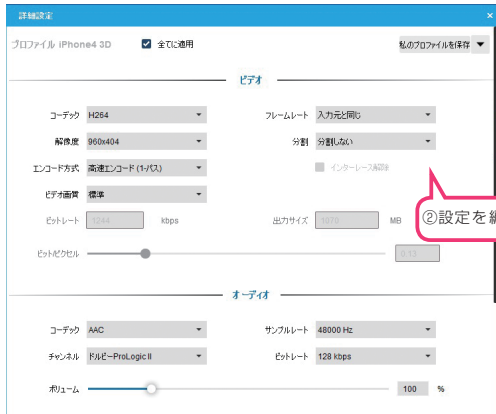 詳細設定 ×
プロファイル iPhone4 3D 全てに適用 私のプロファイルを保存
ビデオ
コーデック H264 フレームレート 入力元と同じ
解像度 960x404 分割 分割しない
エンコード方式 高速エンコード (1-パス) インターレース解除
ビデオ画質 標準
ビットレート 1244 kbps 出力サイズ 1070 MB
②設定を編
ビット/ピクセル 0.13
オーディオ
コーデック AAC サンプルレート 48000 Hz
チャンネル ドルビーProLogic II ビットレート 128 kbps
ボリューム 100 %